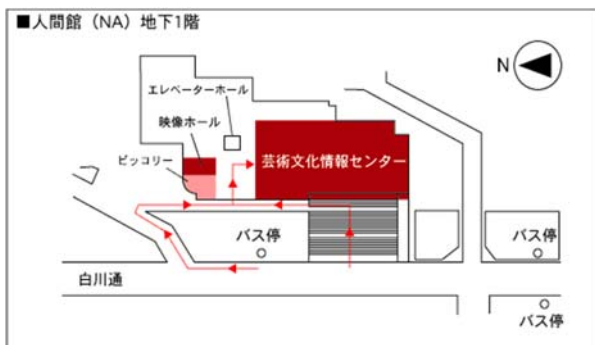 ■人間館（NA）地下1階
N
エレベーターホール
映像ホール
ピッコリー
芸術文化情報センター
バス停
バス停
白川通
バス停